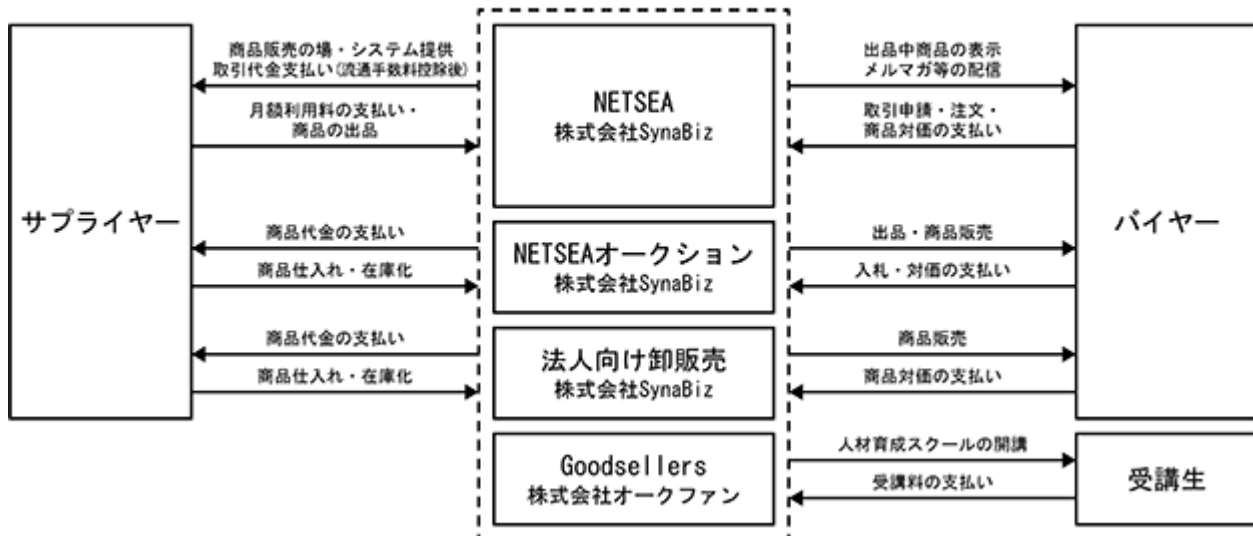 サプライヤー
商品販売の場・システム提供
取引代金支払い(流通手数料控除後)
月額利用料の支払い・
商品の出品
商品代金の支払い
商品仕入れ・在庫化
商品代金の支払い
商品仕入れ・在庫化
NETSEA
株式会社SynaBiz
NETSEAオークション
株式会社SynaBiz
法人向け卸販売
株式会社SynaBiz
Goodsellers
株式会社オークファン
出品中商品の表示
メルマガ等の配信
取引申請・注文・
商品対価の支払い
出品・商品販売
入札・対価の支払い
商品販売
商品対価の支払い
人材育成スクールの開講
受講料の支払い
バイヤー
受講生